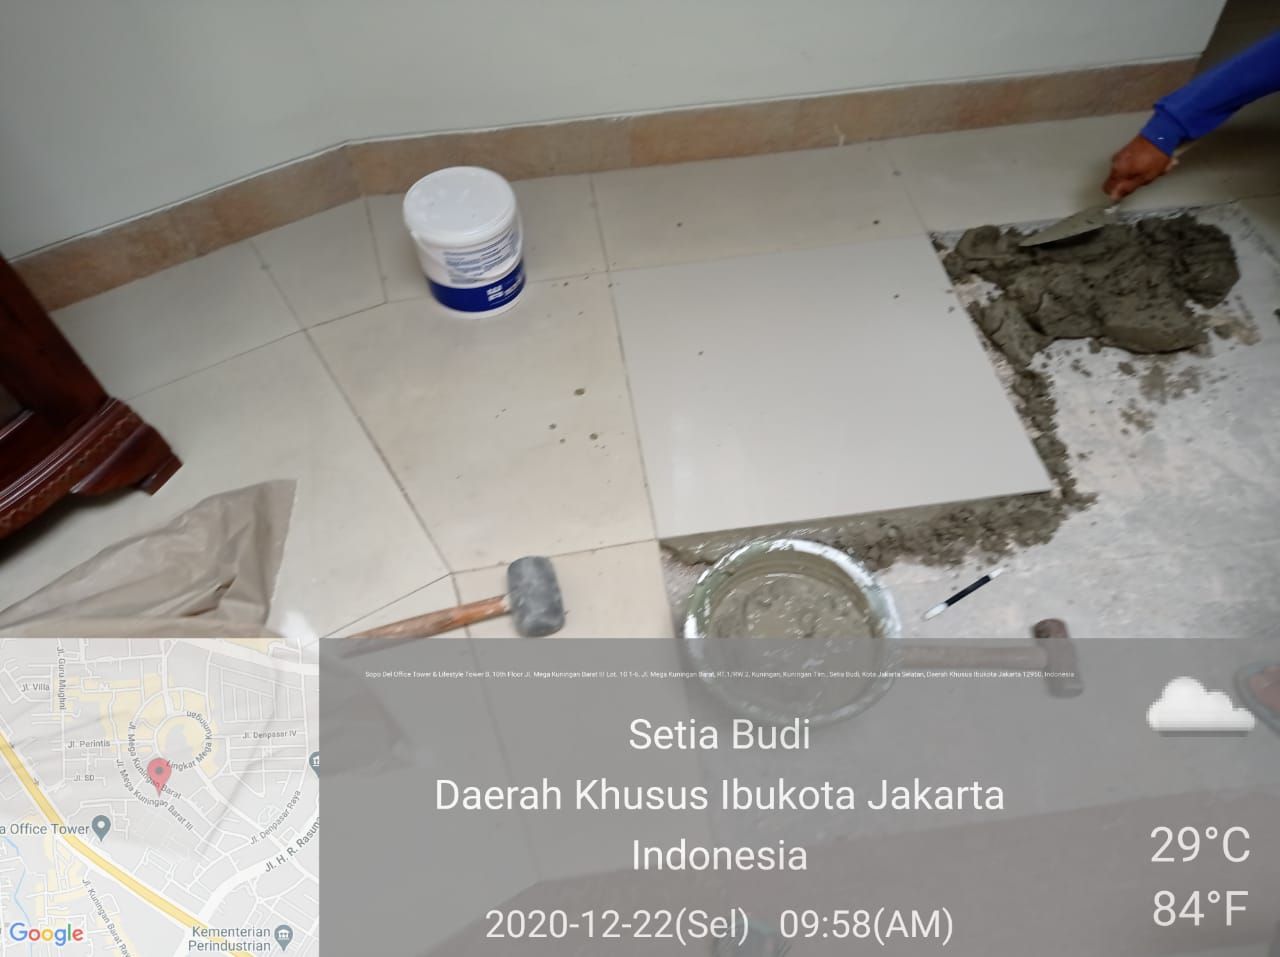 Sopo Del Office Tower & Lifestyle Tower B, 10th Floor Jl. Mega Kuningan Barat III Lot. 10 1-6, Jl. Mega Kuningan Barat, RT.1/RW.2, Kuningan, Kuningan Tim., Setia Budi, Kota Jakarta Selatan, Daerah Khusus Ibukota Jakarta 12950, Indonesia
Setia Budi
Daerah Khusus Ibukota Jakarta
Indonesia
2020-12-22(Sel) 09:58(AM)
29°C
84°F
Jl. Guru Mughni
Jl. Villa
Jl. Perintis
Jl. SD
Jl. Mega Kuningan Barat
Lingkar Mega K
Kuningan
Jl. Denpasar IV
Jl. Mega Kuningan Barat III
a Office Tower
Jl. Denpasar Raya
Jl. H. R. Rasuna
Jl. Kuningan Barat Raya
Kementerian
Perindustrian
Google